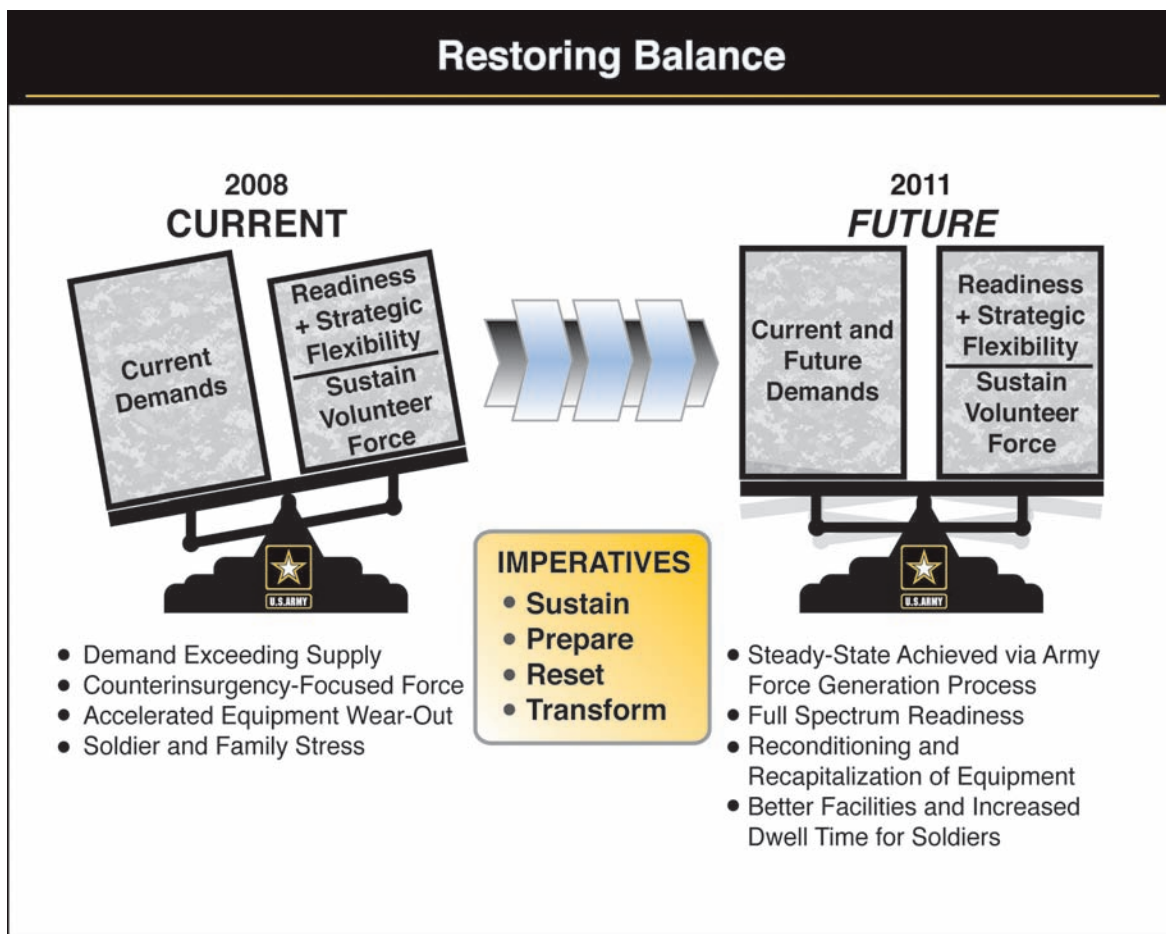 Restoring Balance
2008
CURRENT
Current
Demands
Readiness
+ Strategic
Flexibility
Sustain
Volunteer
Force
U.S.ARMY
• Demand Exceeding Supply
• Counterinsurgency-Focused Force
• Accelerated Equipment Wear-Out
• Soldier and Family Stress
IMPERATIVES
• Sustain
• Prepare
• Reset
• Transform
2011
FUTURE
Current and
Future
Demands
Readiness
+ Strategic
Flexibility
Sustain
Volunteer
Force
U.S.ARMY
• Steady-State Achieved via Army
Force Generation Process
• Full Spectrum Readiness
• Reconditioning and
Recapitalization of Equipment
• Better Facilities and Increased
Dwell Time for Soldiers